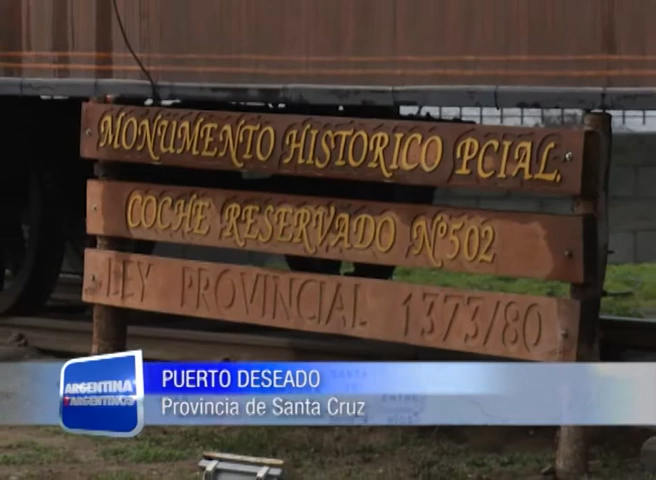 MONUMENTO HISTORICO PCIAL.
COCHE RESERVADO Nº502
LEY PROVINCIAL 1373/80
PUERTO DESEADO
Provincia de Santa Cruz
ARGENTINA
Y ARGENTINOS